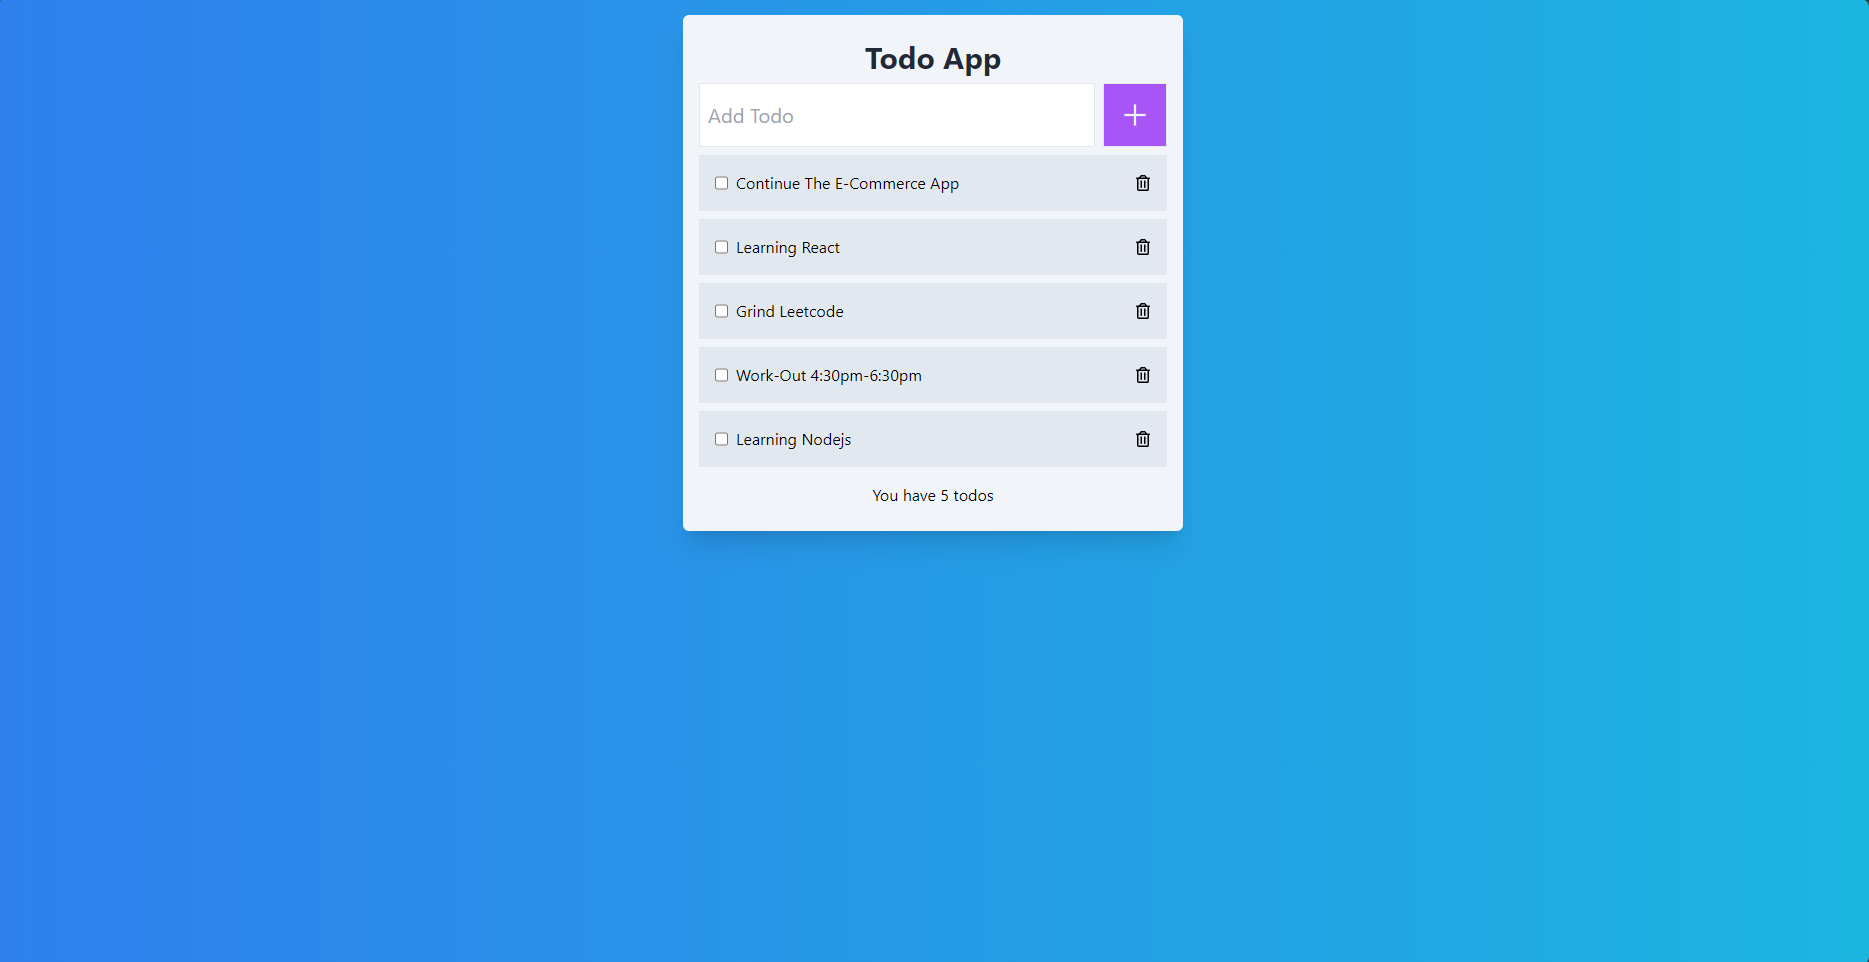 Todo App
Add Todo
Continue The E-Commerce App
Learning React
Grind Leetcode
Work-Out 4:30pm-6:30pm
Learning Nodejs
You have 5 todos